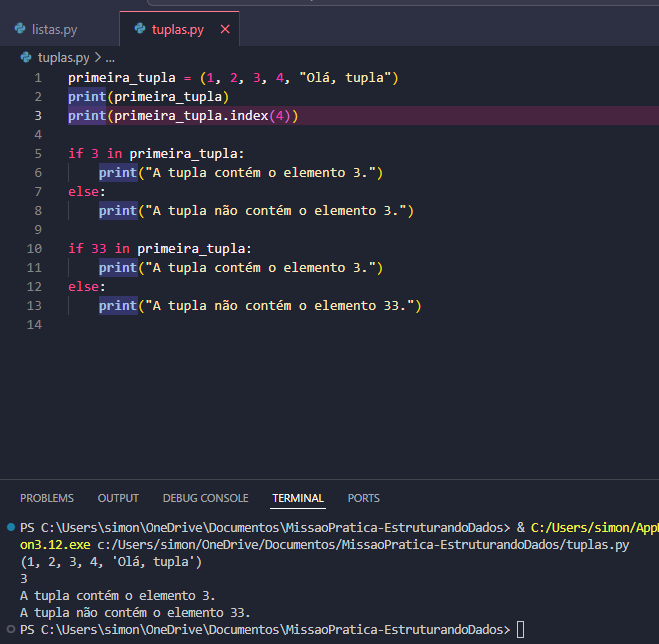 listas.py
tuplas.py ×
tuplas.py > ...
1 primeira_tupla = (1, 2, 3, 4, "Olá, tupla")
2 print(primeira_tupla)
3 print(primeira_tupla.index(4))
4
5 if 3 in primeira_tupla:
6     print("A tupla contém o elemento 3.")
7 else:
8     print("A tupla não contém o elemento 3.")
9
10 if 33 in primeira_tupla:
11     print("A tupla contém o elemento 3.")
12 else:
13     print("A tupla não contém o elemento 33.")
14
PROBLEMS OUTPUT DEBUG CONSOLE TERMINAL PORTS
PS C:\Users\simon\OneDrive\Documentos\MissaoPratica-EstruturandoDados> & C:/Users/simon/App
on3.12.exe c:/Users/simon/OneDrive/Documentos/MissaoPratica-EstruturandoDados/tuplas.py
(1, 2, 3, 4, 'Olá, tupla')
3
A tupla contém o elemento 3.
A tupla não contém o elemento 33.
PS C:\Users\simon\OneDrive\Documentos\MissaoPratica-EstruturandoDados>